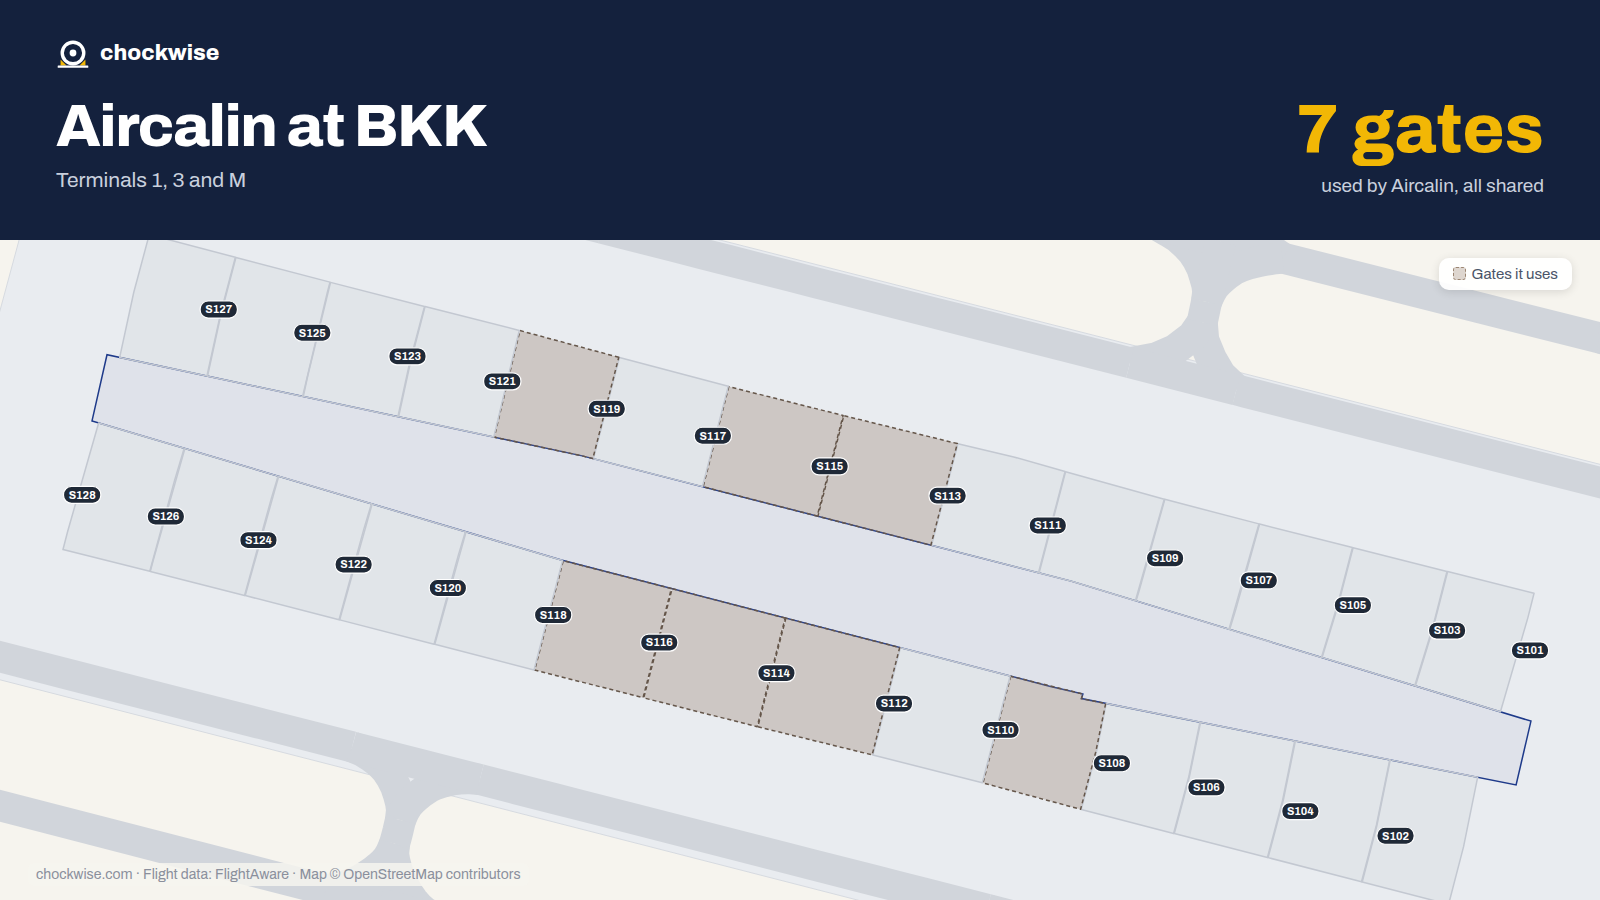 chockwise
Aircalin at BKK
Terminals 1, 3 and M
7 gates
used by Aircalin, all shared
Gates it uses
S127
S125
S123
S121
S119
S117
S115
S113
S111
S109
S107
S105
S103
S101
S128
S126
S124
S122
S120
S118
S116
S114
S112
S110
S108
S106
S104
S102
chockwise.com · Flight data: FlightAware · Map © OpenStreetMap contributors